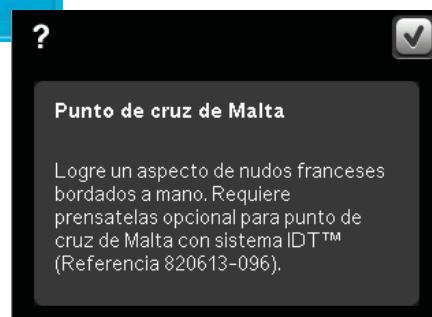 ?
Punto de cruz de Malta
Logre un aspecto de nudos franceses
bordados a mano. Requiere
prensatelas opcional para punto de
cruz de Malta con sistema IDT™
(Referencia 820613-096).